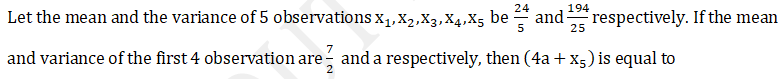 Let the mean and the variance of 5 observations x₁,x₂,x₃,x₄,x₅ be 24/5 and 194/25 respectively. If the mean
and variance of the first 4 observation are 7/2 and a respectively, then (4a + x₅) is equal to